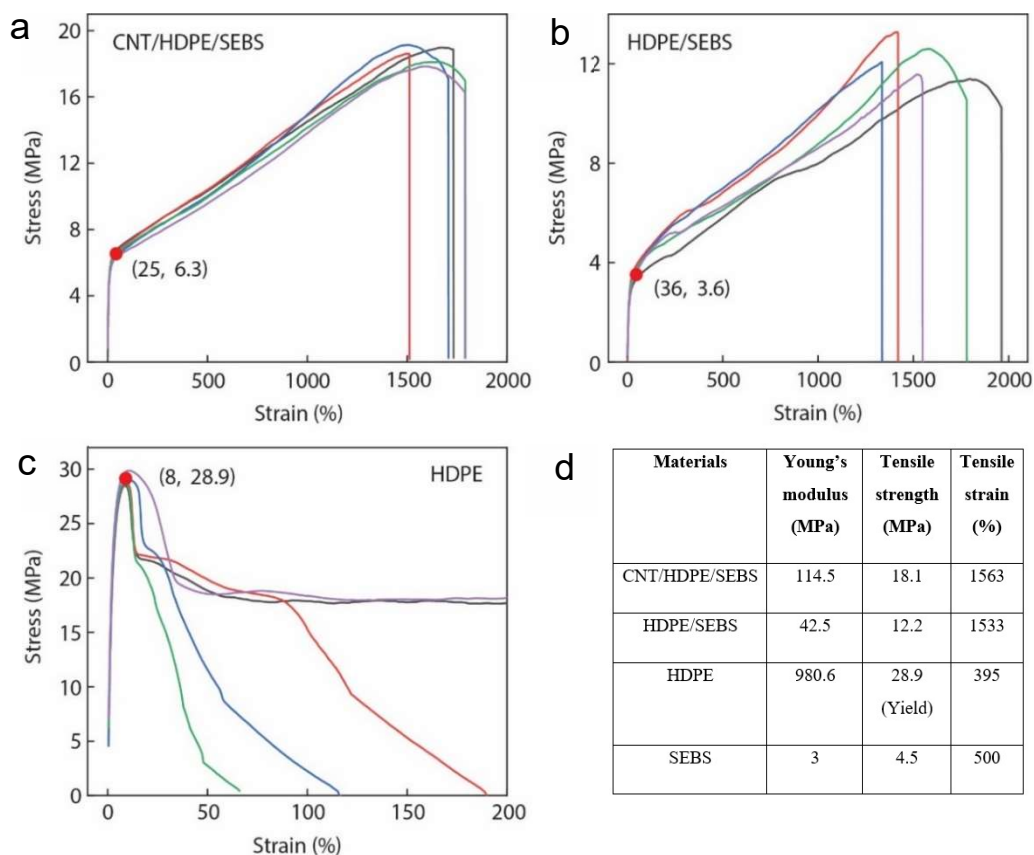 a
CNT/HDPE/SEBS
20
16
12
8
4
0
Stress (MPa)
(25, 6.3)
0 500 1000 1500 2000
Strain (%)
b
HDPE/SEBS
12
8
4
0
Stress (MPa)
(36, 3.6)
0 500 1000 1500 2000
Strain (%)
c
HDPE
30
25
20
15
10
5
0
Stress (MPa)
(8, 28.9)
0 50 100 150 200
Strain (%)
d
Materials Young's Tensile Tensile
modulus strength strain
(MPa) (MPa) (%)
CNT/HDPE/SEBS 114.5 18.1 1563
HDPE/SEBS 42.5 12.2 1533
HDPE 980.6 28.9 395
(Yield)
SEBS 3 4.5 500